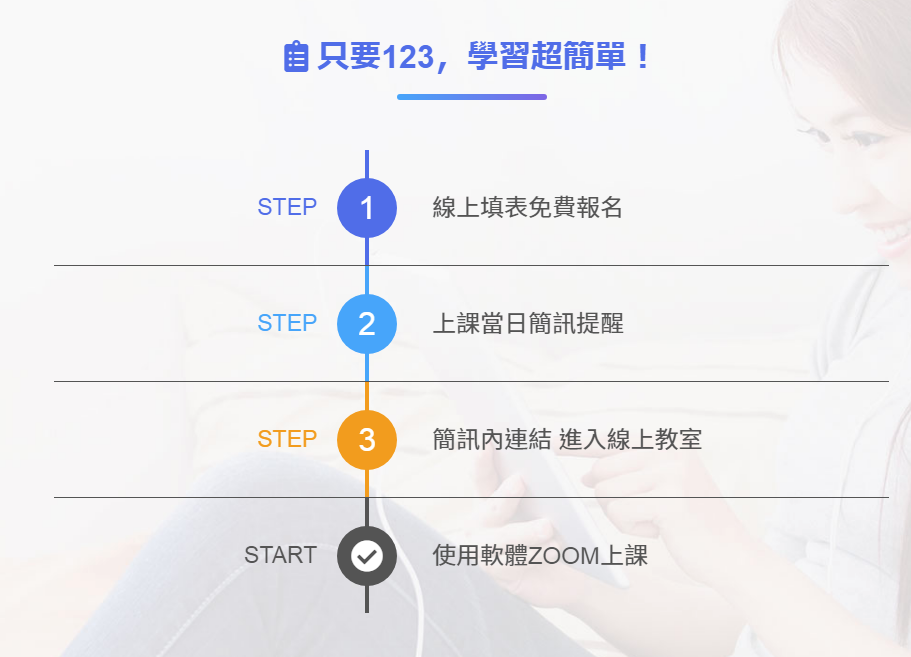 只要123，學習超簡單！
STEP 1 線上填表免費報名
STEP 2 上課當日簡訊提醒
STEP 3 簡訊內連結 進入線上教室
START 使用軟體ZOOM上課